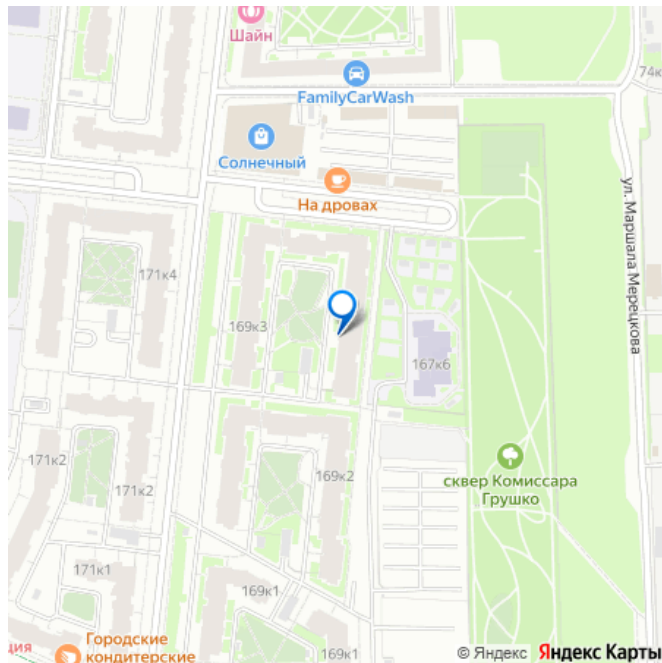 Шайн
74к
FamilyCarWash
Солнечный
На дровах
ул. Маршала Мерецкова
171к4
169к3
167к6
171к2
171к2
169к2
сквер Комиссара
Грушко
171к1
169к1
169к1
ция
Городские
кондитерские
© Яндекс Яндекс Карты